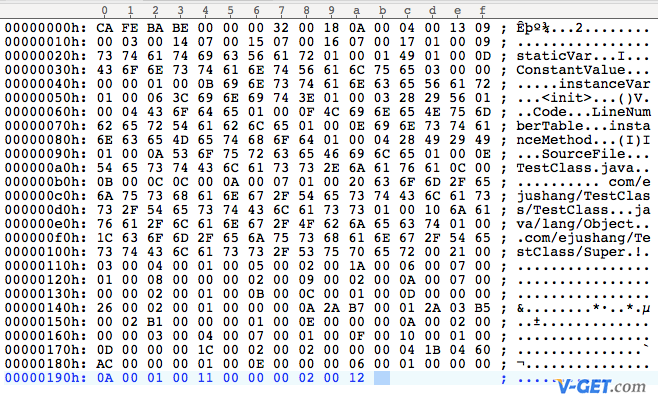 0 1 2 3 4 5 6 7 8 9 a b c d e f
00000000h: CA FE BA BE 00 00 00 32 00 18 0A 00 04 00 13 09 ; Êþº¾...2........
00000010h: 00 03 00 14 07 00 15 07 00 16 07 00 17 01 00 09 ; ................
00000020h: 73 74 61 74 69 63 56 61 72 01 00 01 49 01 00 0D ; staticVar...I...
00000030h: 43 6F 6E 73 74 61 6E 74 56 61 6C 75 65 03 00 00 ; ConstantValue...
00000040h: 00 00 01 00 0B 69 6E 73 74 61 6E 63 65 56 61 72 ; .....instanceVar
00000050h: 01 00 06 3C 69 6E 69 74 3E 01 00 03 28 29 56 01 ; ...<init>...()V.
00000060h: 00 04 43 6F 64 65 01 00 0F 4C 69 6E 65 4E 75 6D ; ..Code...LineNum
00000070h: 62 65 72 54 61 62 6C 65 01 00 0E 69 6E 73 74 61 ; berTable...insta
00000080h: 6E 63 65 4D 65 74 68 6F 64 01 00 04 28 49 29 49 ; nceMethod...(I)I
00000090h: 01 00 0A 53 6F 75 72 63 65 46 69 6C 65 01 00 0E ; ...SourceFile...
000000a0h: 54 65 73 74 43 6C 61 73 73 2E 6A 61 76 61 0C 00 ; TestClass.java..
000000b0h: 0B 00 0C 0C 00 0A 00 07 01 00 20 63 6F 6D 2F 65 ; .......... com/e
000000c0h: 6A 75 73 68 61 6E 67 2F 54 65 73 74 43 6C 61 73 ; jushang/TestClas
000000d0h: 73 2F 54 65 73 74 43 6C 61 73 73 01 00 10 6A 61 ; s/TestClass...ja
000000e0h: 76 61 2F 6C 61 6E 67 2F 4F 62 6A 65 63 74 01 00 ; va/lang/Object..
000000f0h: 1C 63 6F 6D 2F 65 6A 75 73 68 61 6E 67 2F 54 65 ; .com/ejushang/Te
00000100h: 73 74 43 6C 61 73 73 2F 53 75 70 65 72 00 21 00 ; stClass/Super.!.
00000110h: 03 00 04 00 01 00 05 00 02 00 1A 00 06 00 07 00 ; ................
00000120h: 01 00 08 00 00 00 02 00 09 00 02 00 0A 00 07 00 ; ................
00000130h: 00 00 02 00 01 00 0B 00 0C 00 01 00 0D 00 00 00 ; ................
00000140h: 26 00 02 00 01 00 00 00 0A 2A B7 00 01 2A 03 B5 ; &........*·..*.µ
00000150h: 00 02 B1 00 00 00 01 00 0E 00 00 00 0A 00 02 00 ; ..±.............
00000160h: 00 00 03 00 04 00 07 00 01 00 0F 00 10 00 01 00 ; ................
00000170h: 0D 00 00 00 1C 00 02 00 02 00 00 00 04 1B 04 60 ; ...............`
00000180h: AC 00 00 00 01 00 0E 00 00 00 06 00 01 00 00 00 ; ¬...............
00000190h: 0A 00 01 00 11 00 00 00 02 00 12 ; ...........
V-GET.com